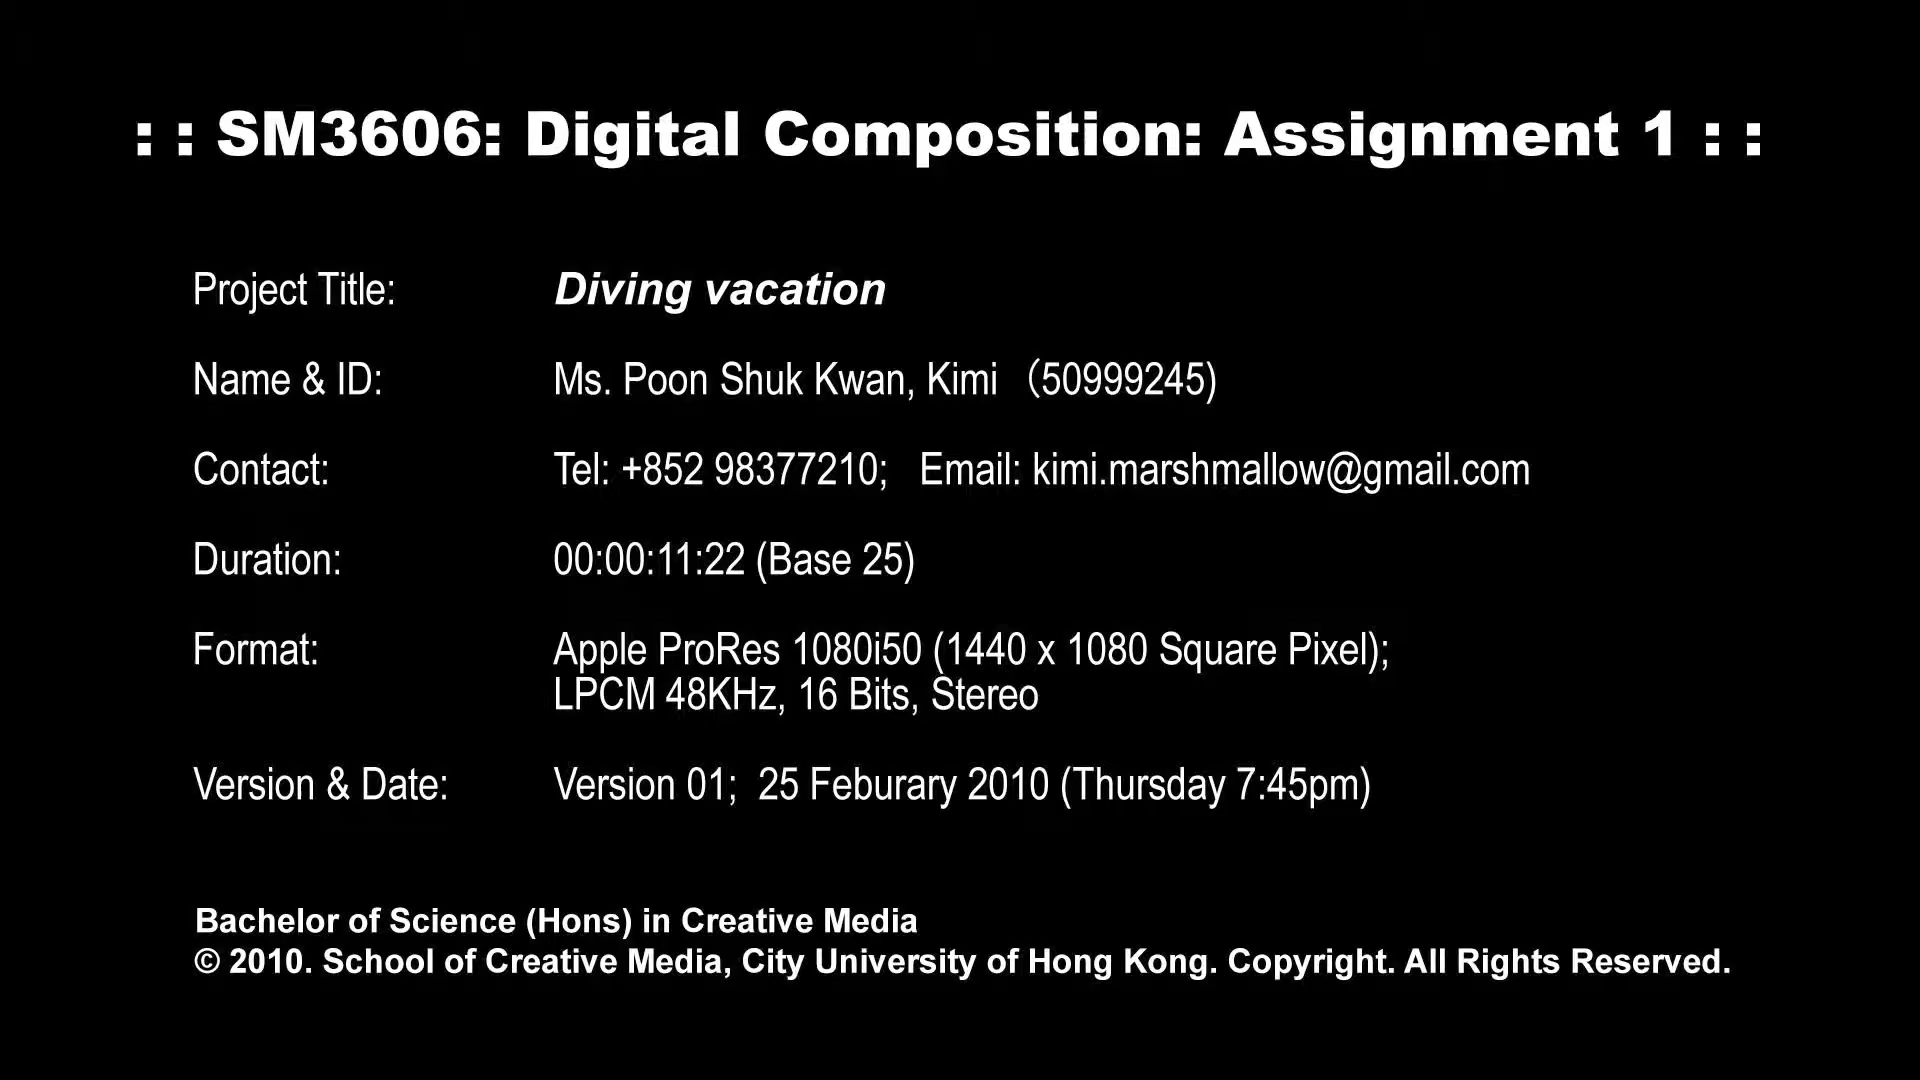 : : SM3606: Digital Composition: Assignment 1 : :
Project Title: Diving vacation
Name & ID: Ms. Poon Shuk Kwan, Kimi （50999245)
Contact: Tel: +852 98377210; Email: kimi.marshmallow@gmail.com
Duration: 00:00:11:22 (Base 25)
Format: Apple ProRes 1080i50 (1440 x 1080 Square Pixel);
LPCM 48KHz, 16 Bits, Stereo
Version & Date: Version 01; 25 Feburary 2010 (Thursday 7:45pm)
Bachelor of Science (Hons) in Creative Media
© 2010. School of Creative Media, City University of Hong Kong. Copyright. All Rights Reserved.